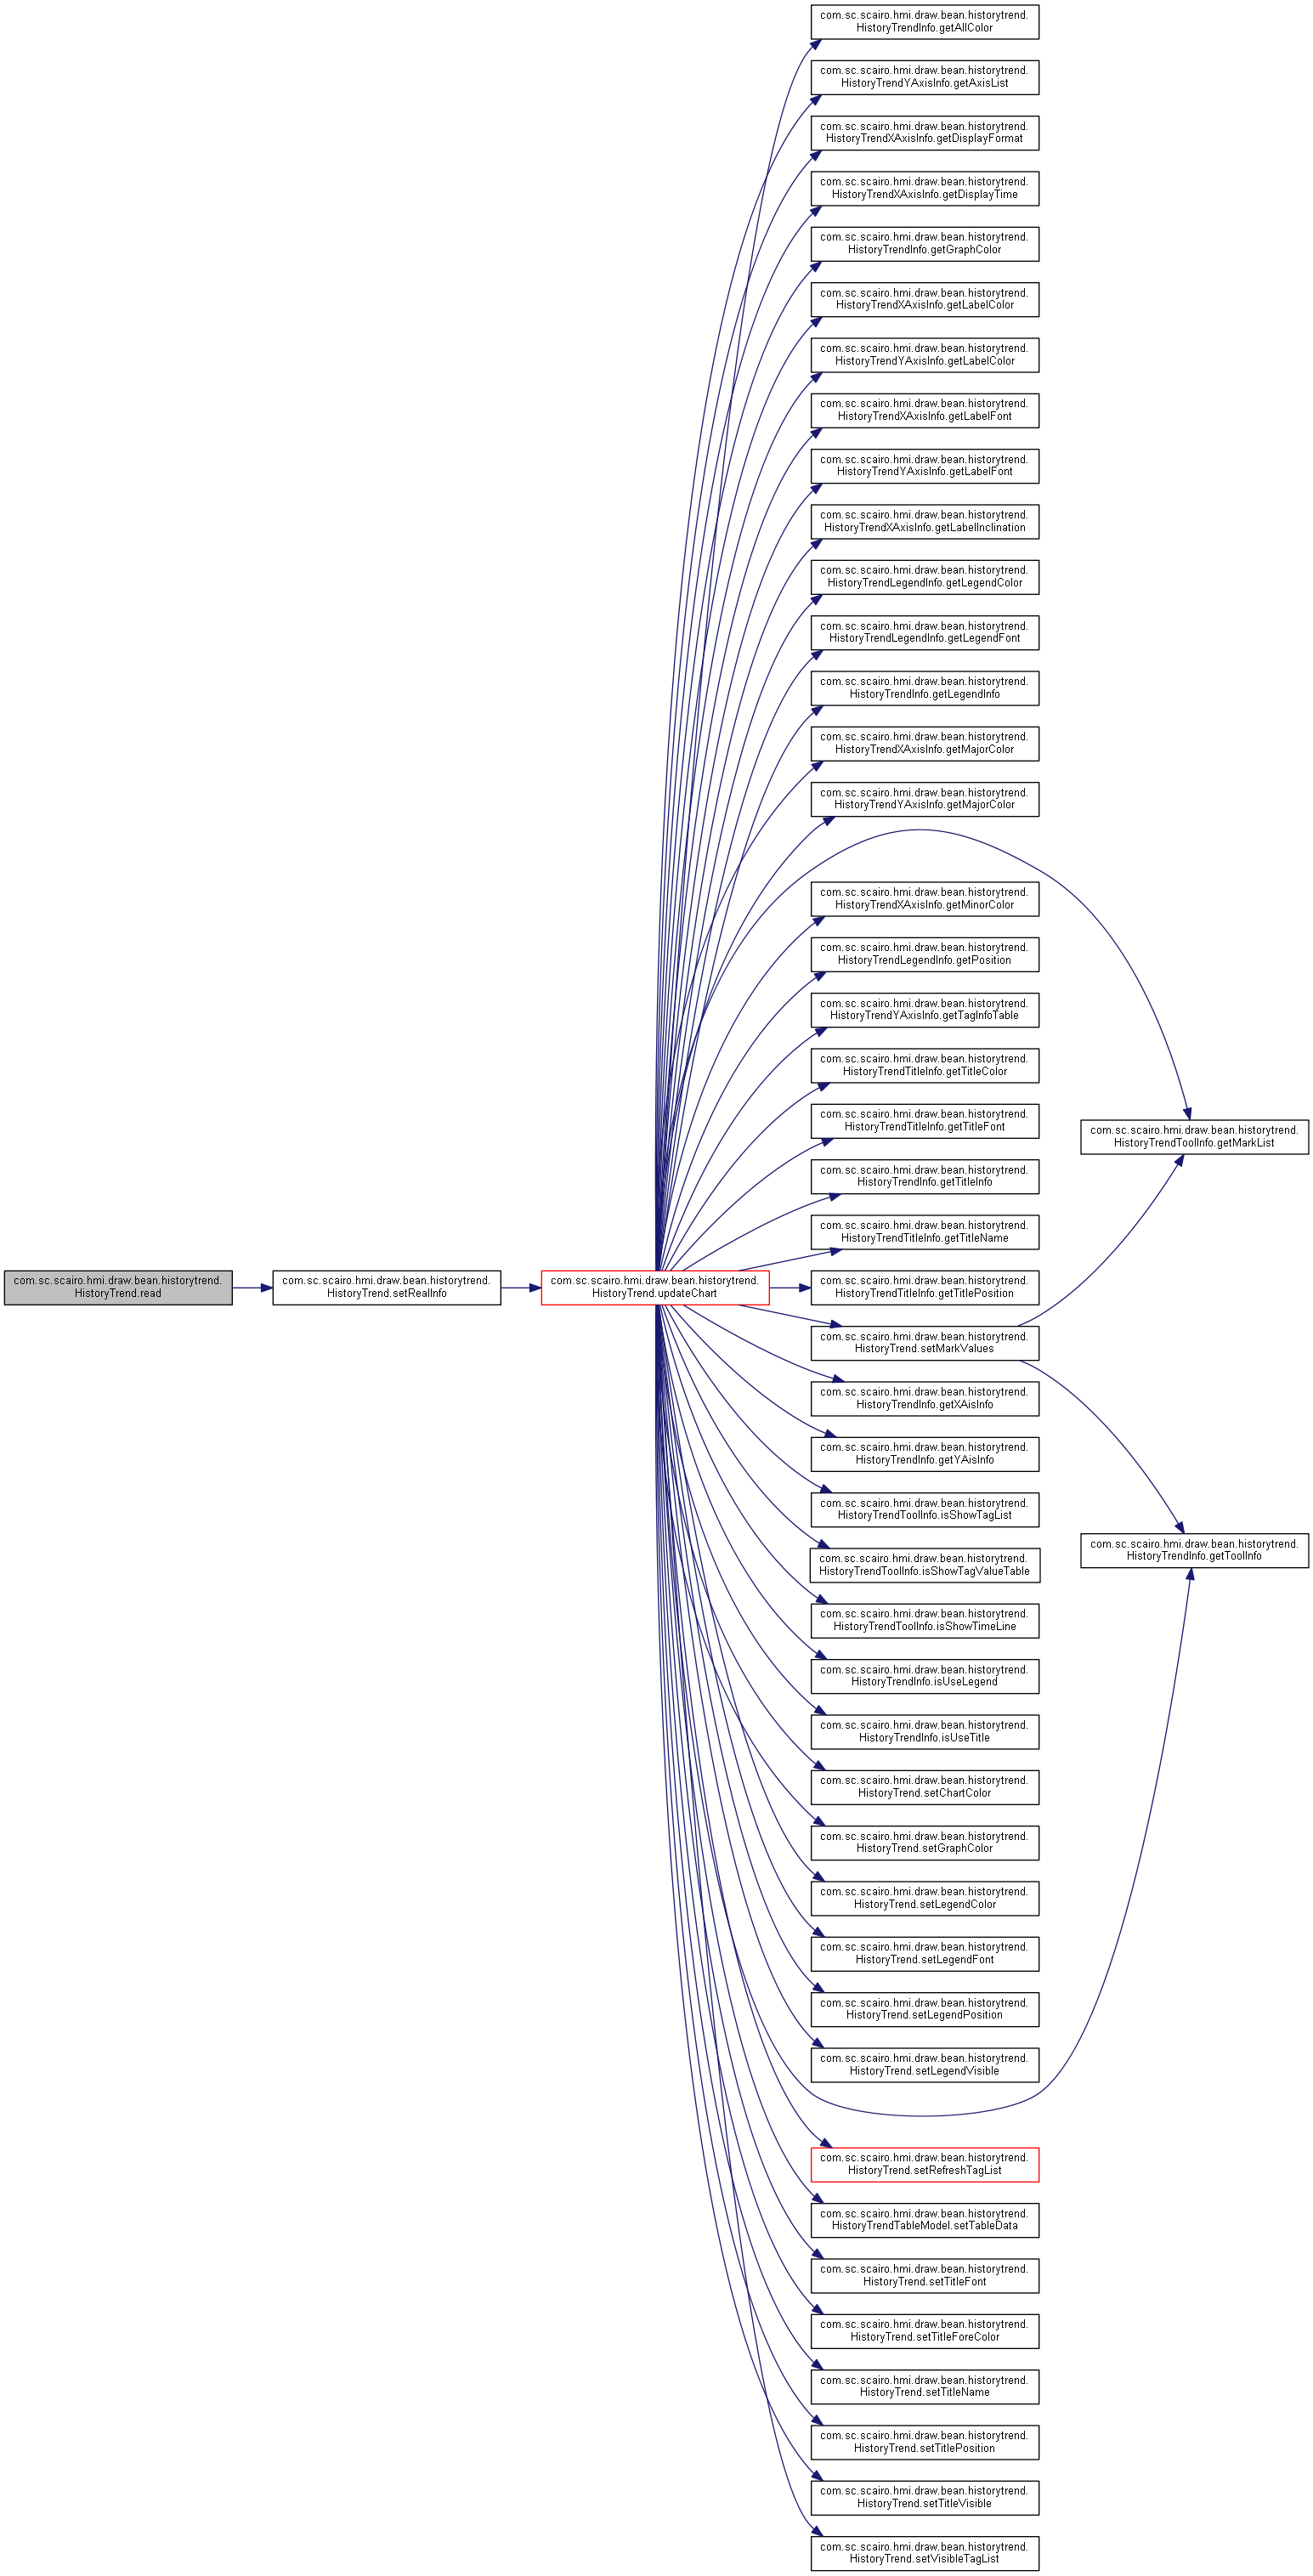 com.sc.scairo.hmi.draw.bean.historytrend.
HistoryTrendInfo.getAllColor
com.sc.scairo.hmi.draw.bean.historytrend.
HistoryTrendYAxisInfo.getAxisList
com.sc.scairo.hmi.draw.bean.historytrend.
HistoryTrendXAxisInfo.getDisplayFormat
com.sc.scairo.hmi.draw.bean.historytrend.
HistoryTrendXAxisInfo.getDisplayTime
com.sc.scairo.hmi.draw.bean.historytrend.
HistoryTrendInfo.getGraphColor
com.sc.scairo.hmi.draw.bean.historytrend.
HistoryTrendXAxisInfo.getLabelColor
com.sc.scairo.hmi.draw.bean.historytrend.
HistoryTrendYAxisInfo.getLabelColor
com.sc.scairo.hmi.draw.bean.historytrend.
HistoryTrendXAxisInfo.getLabelFont
com.sc.scairo.hmi.draw.bean.historytrend.
HistoryTrendYAxisInfo.getLabelFont
com.sc.scairo.hmi.draw.bean.historytrend.
HistoryTrendXAxisInfo.getLabelInclination
com.sc.scairo.hmi.draw.bean.historytrend.
HistoryTrendLegendInfo.getLegendColor
com.sc.scairo.hmi.draw.bean.historytrend.
HistoryTrendLegendInfo.getLegendFont
com.sc.scairo.hmi.draw.bean.historytrend.
HistoryTrendInfo.getLegendInfo
com.sc.scairo.hmi.draw.bean.historytrend.
HistoryTrendXAxisInfo.getMajorColor
com.sc.scairo.hmi.draw.bean.historytrend.
HistoryTrendYAxisInfo.getMajorColor
com.sc.scairo.hmi.draw.bean.historytrend.
HistoryTrendXAxisInfo.getMinorColor
com.sc.scairo.hmi.draw.bean.historytrend.
HistoryTrendLegendInfo.getPosition
com.sc.scairo.hmi.draw.bean.historytrend.
HistoryTrendYAxisInfo.getTagInfoTable
com.sc.scairo.hmi.draw.bean.historytrend.
HistoryTrendTitleInfo.getTitleColor
com.sc.scairo.hmi.draw.bean.historytrend.
HistoryTrendTitleInfo.getTitleFont
com.sc.scairo.hmi.draw.bean.historytrend.
HistoryTrendToolInfo.getMarkList
com.sc.scairo.hmi.draw.bean.historytrend.
HistoryTrendInfo.getTitleInfo
com.sc.scairo.hmi.draw.bean.historytrend.
HistoryTrendTitleInfo.getTitleName
com.sc.scairo.hmi.draw.bean.historytrend.
HistoryTrend.read
com.sc.scairo.hmi.draw.bean.historytrend.
HistoryTrend.setRealInfo
com.sc.scairo.hmi.draw.bean.historytrend.
HistoryTrend.updateChart
com.sc.scairo.hmi.draw.bean.historytrend.
HistoryTrendTitleInfo.getTitlePosition
com.sc.scairo.hmi.draw.bean.historytrend.
HistoryTrend.setMarkValues
com.sc.scairo.hmi.draw.bean.historytrend.
HistoryTrendInfo.getXAisInfo
com.sc.scairo.hmi.draw.bean.historytrend.
HistoryTrendInfo.getYAisInfo
com.sc.scairo.hmi.draw.bean.historytrend.
HistoryTrendToolInfo.isShowTagList
com.sc.scairo.hmi.draw.bean.historytrend.
HistoryTrendInfo.getToolInfo
com.sc.scairo.hmi.draw.bean.historytrend.
HistoryTrendToolInfo.isShowTagValueTable
com.sc.scairo.hmi.draw.bean.historytrend.
HistoryTrendToolInfo.isShowTimeLine
com.sc.scairo.hmi.draw.bean.historytrend.
HistoryTrendInfo.isUseLegend
com.sc.scairo.hmi.draw.bean.historytrend.
HistoryTrendInfo.isUseTitle
com.sc.scairo.hmi.draw.bean.historytrend.
HistoryTrend.setChartColor
com.sc.scairo.hmi.draw.bean.historytrend.
HistoryTrend.setGraphColor
com.sc.scairo.hmi.draw.bean.historytrend.
HistoryTrend.setLegendColor
com.sc.scairo.hmi.draw.bean.historytrend.
HistoryTrend.setLegendFont
com.sc.scairo.hmi.draw.bean.historytrend.
HistoryTrend.setLegendPosition
com.sc.scairo.hmi.draw.bean.historytrend.
HistoryTrend.setLegendVisible
com.sc.scairo.hmi.draw.bean.historytrend.
HistoryTrend.setRefreshTagList
com.sc.scairo.hmi.draw.bean.historytrend.
HistoryTrendTableModel.setTableData
com.sc.scairo.hmi.draw.bean.historytrend.
HistoryTrend.setTitleFont
com.sc.scairo.hmi.draw.bean.historytrend.
HistoryTrend.setTitleForeColor
com.sc.scairo.hmi.draw.bean.historytrend.
HistoryTrend.setTitleName
com.sc.scairo.hmi.draw.bean.historytrend.
HistoryTrend.setTitlePosition
com.sc.scairo.hmi.draw.bean.historytrend.
HistoryTrend.setTitleVisible
com.sc.scairo.hmi.draw.bean.historytrend.
HistoryTrend.setVisibleTagList